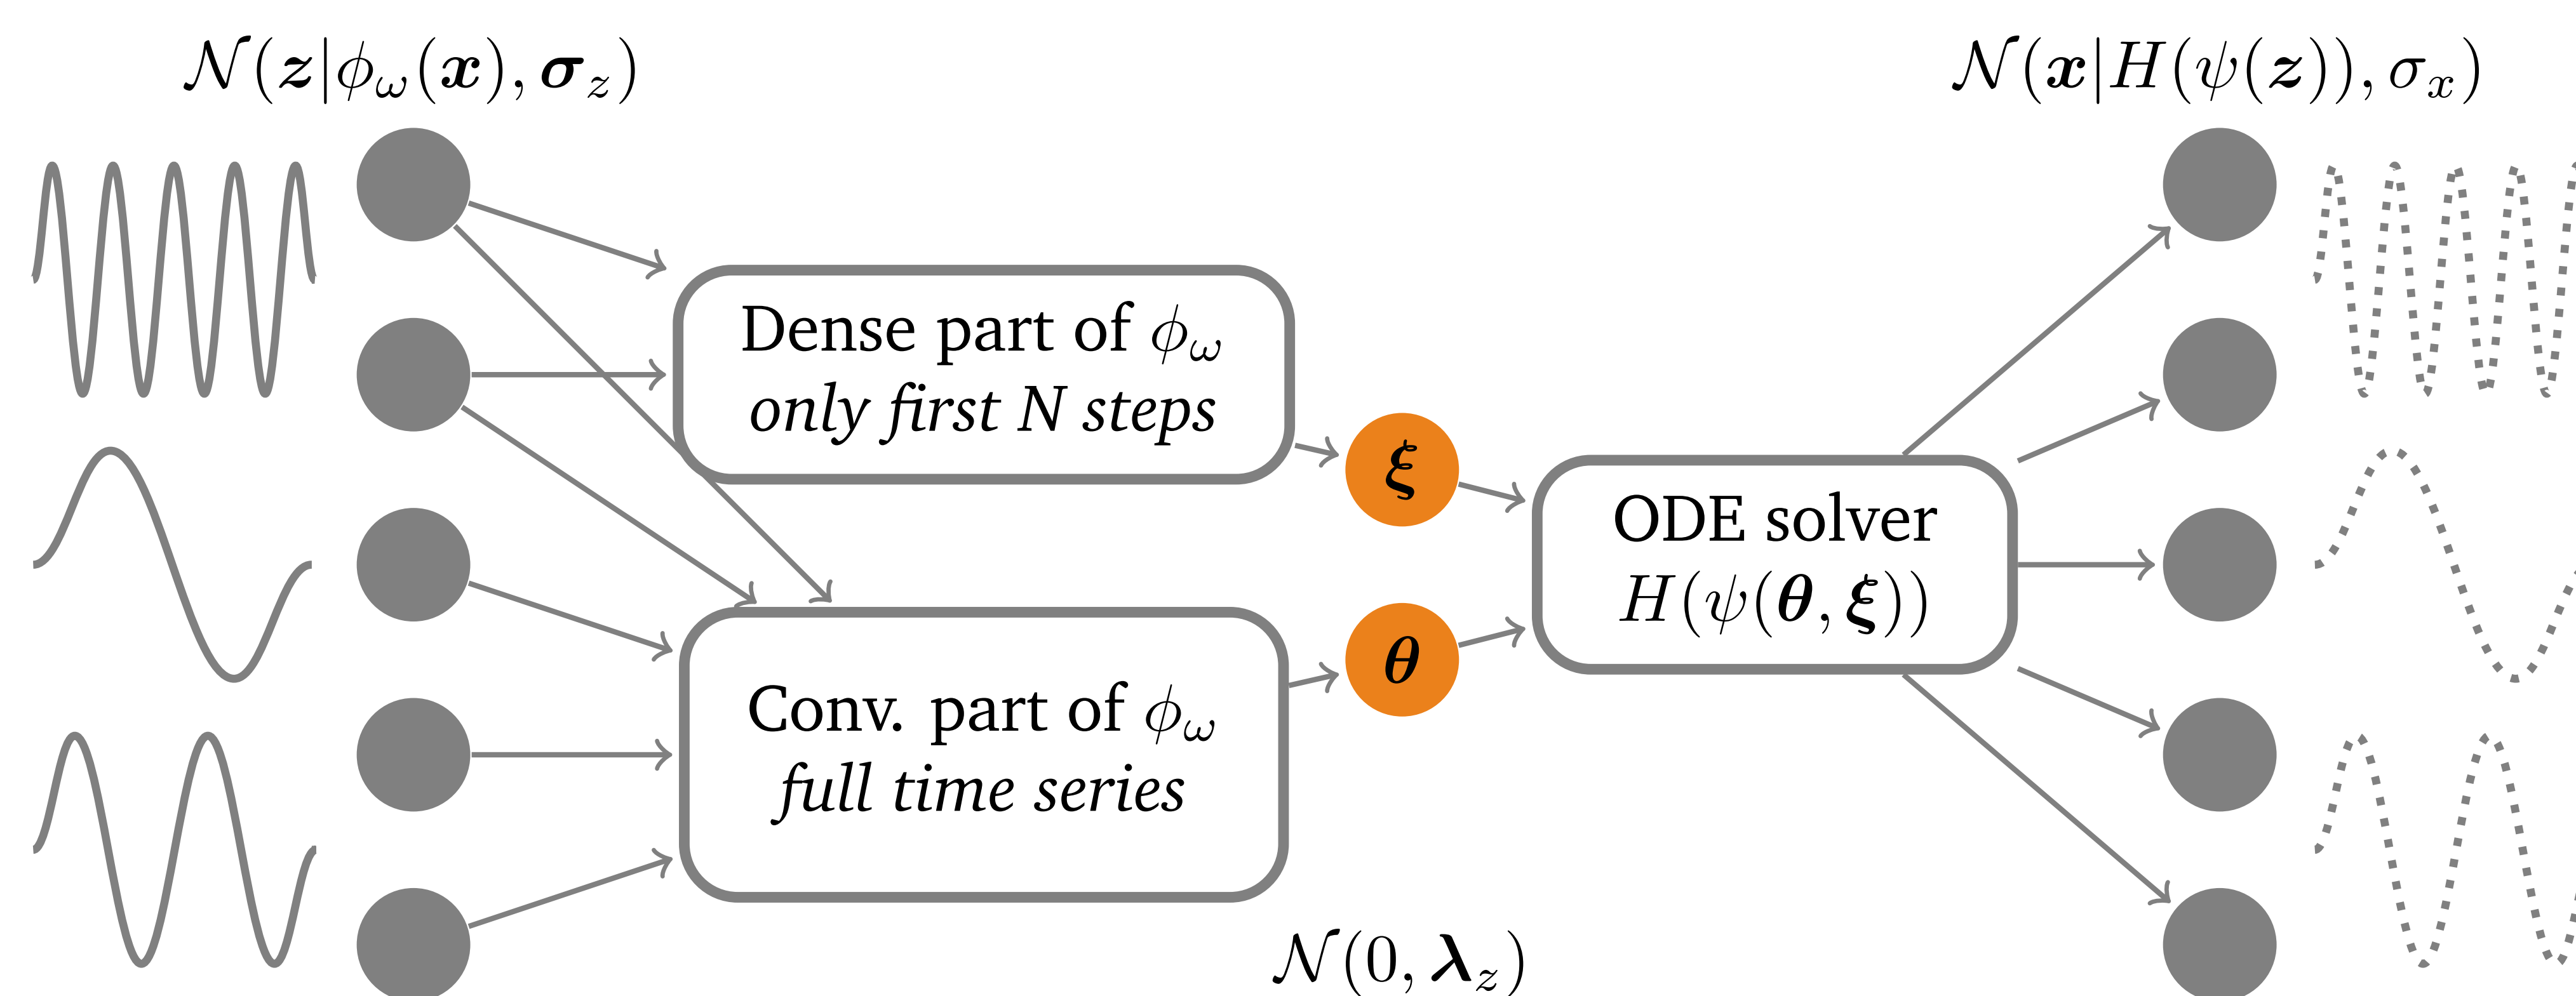 𝒩(𝒛|ϕ_ω(𝒙), 𝝈_z)
𝒩(𝒙|H(ψ(𝒛)), σ_x)
Dense part of ϕ_ω
only first N steps
ξ
ODE solver
H(ψ(𝜽, 𝝃))
θ
Conv. part of ϕ_ω
full time series
𝒩(0, 𝝀_z)